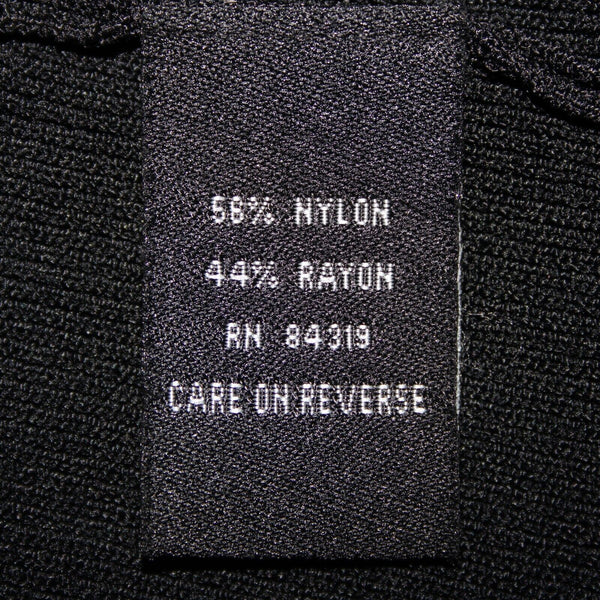 56% NYLON
44% RAYON
RN 84319
CARE ON REVERSE